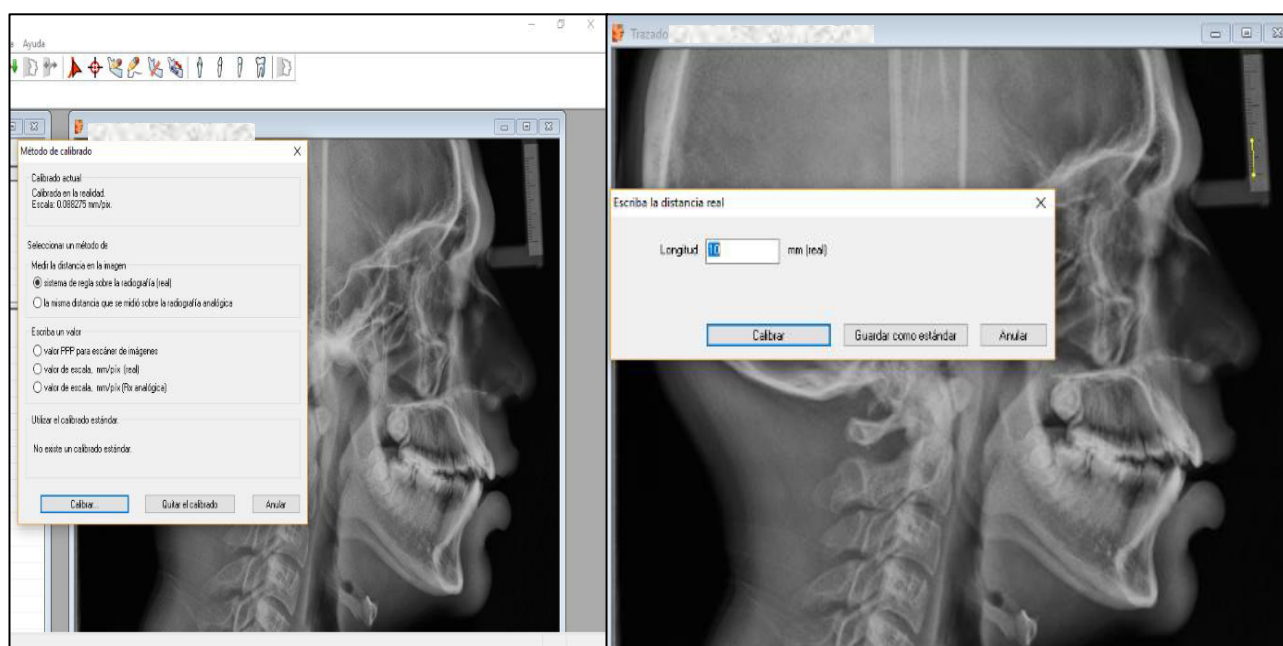 Ayuda
Método de calibrado
Calibrado actual
Calibrada en la realidad.
Escala: 0.088275 mm/pix.
Seleccionar un método de
Medir la distancia en la imagen
sistema de regla sobre la radiografía (real)
la misma distancia que se midió sobre la radiografía analógica
Escriba un valor
valor PPP para escáner de imágenes
valor de escala, mm/pix (real)
valor de escala, mm/pix (Rx analógica)
Utilizar el calibrado estándar.
No existe un calibrado estándar.
Calibrar...
Quitar el calibrado
Anular
Trazado
Escriba la distancia real
Longitud 10 mm (real)
Calibrar
Guardar como estándar
Anular